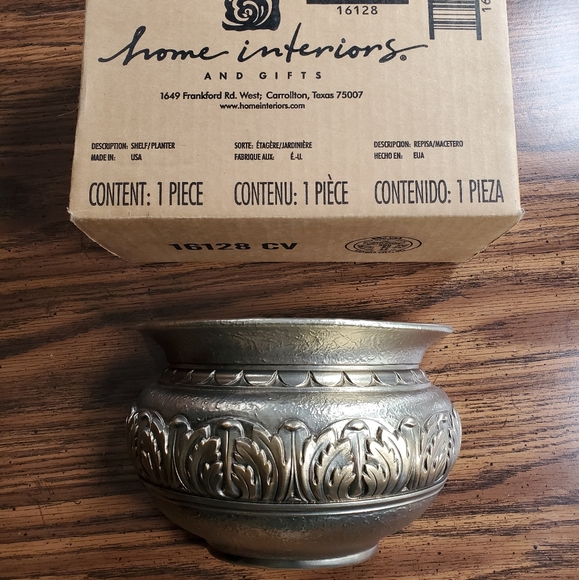 16128
home interiors®
AND GIFTS
1649 Frankford Rd. West; Carrollton, Texas 75007
www.homeinteriors.com
DESCRIPTION: SHELF/PLANTER SORTE: ÉTAGÈRE/JARDINIÈRE DESCRIPCION: REPISA/MACETERO
MADE IN: USA FABRIQUE AUX: É.-U. HECHO EN: EUA
CONTENT: 1 PIECE CONTENU: 1 PIÈCE CONTENIDO: 1 PIEZA
16128 CV